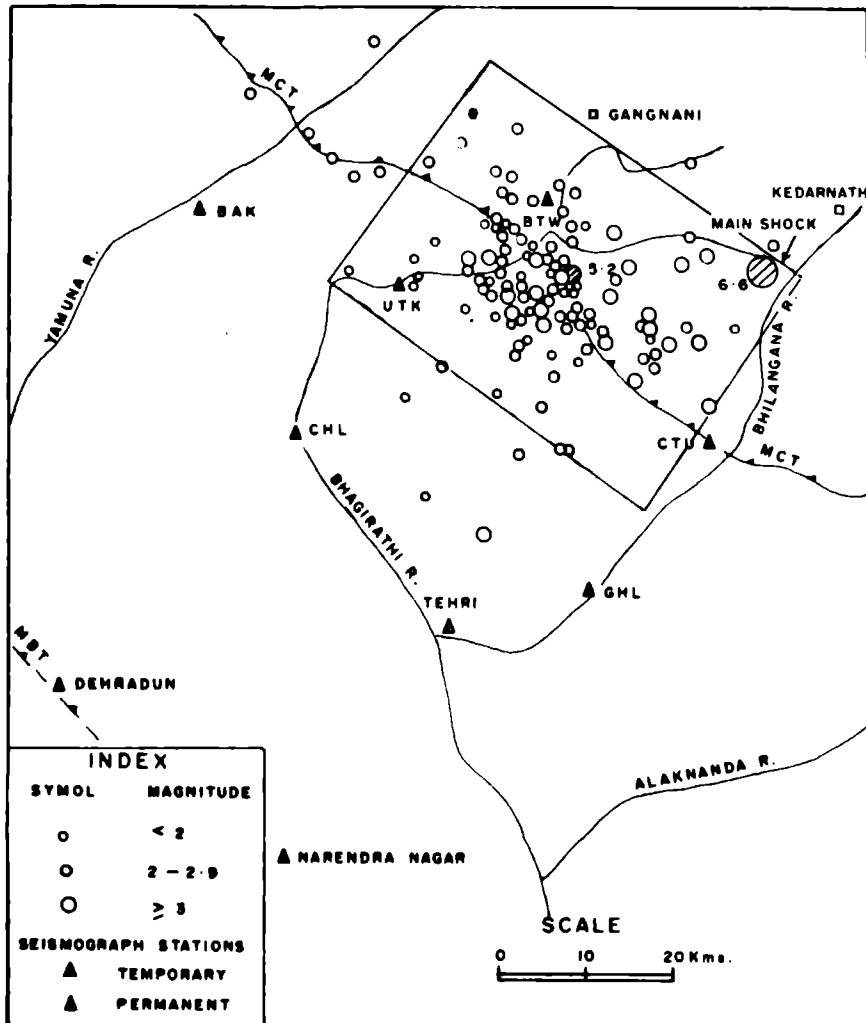 MCT
GANGNANI
KEDARNATH
MAIN SHOCK
BAK
BTW
5.2
6.6
YAMUNA R.
UTK
BHILANGANA R.
CHL
CTU
MCT
BHAGIRATHI R.
TEHRI
GHL
MBT
DEHRADUN
ALAKNANDA R.
NARENDRA NAGAR
INDEX
SYMOL MAGNITUDE
< 2
2 - 2.9
≥ 3
SEISMOGRAPH STATIONS
TEMPORARY
PERMANENT
SCALE
0 10 20 Kms.